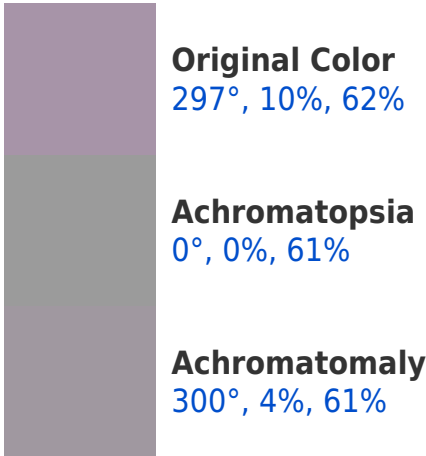 Original Color
297°, 10%, 62%
Achromatopsia
0°, 0%, 61%
Achromatomaly
300°, 4%, 61%